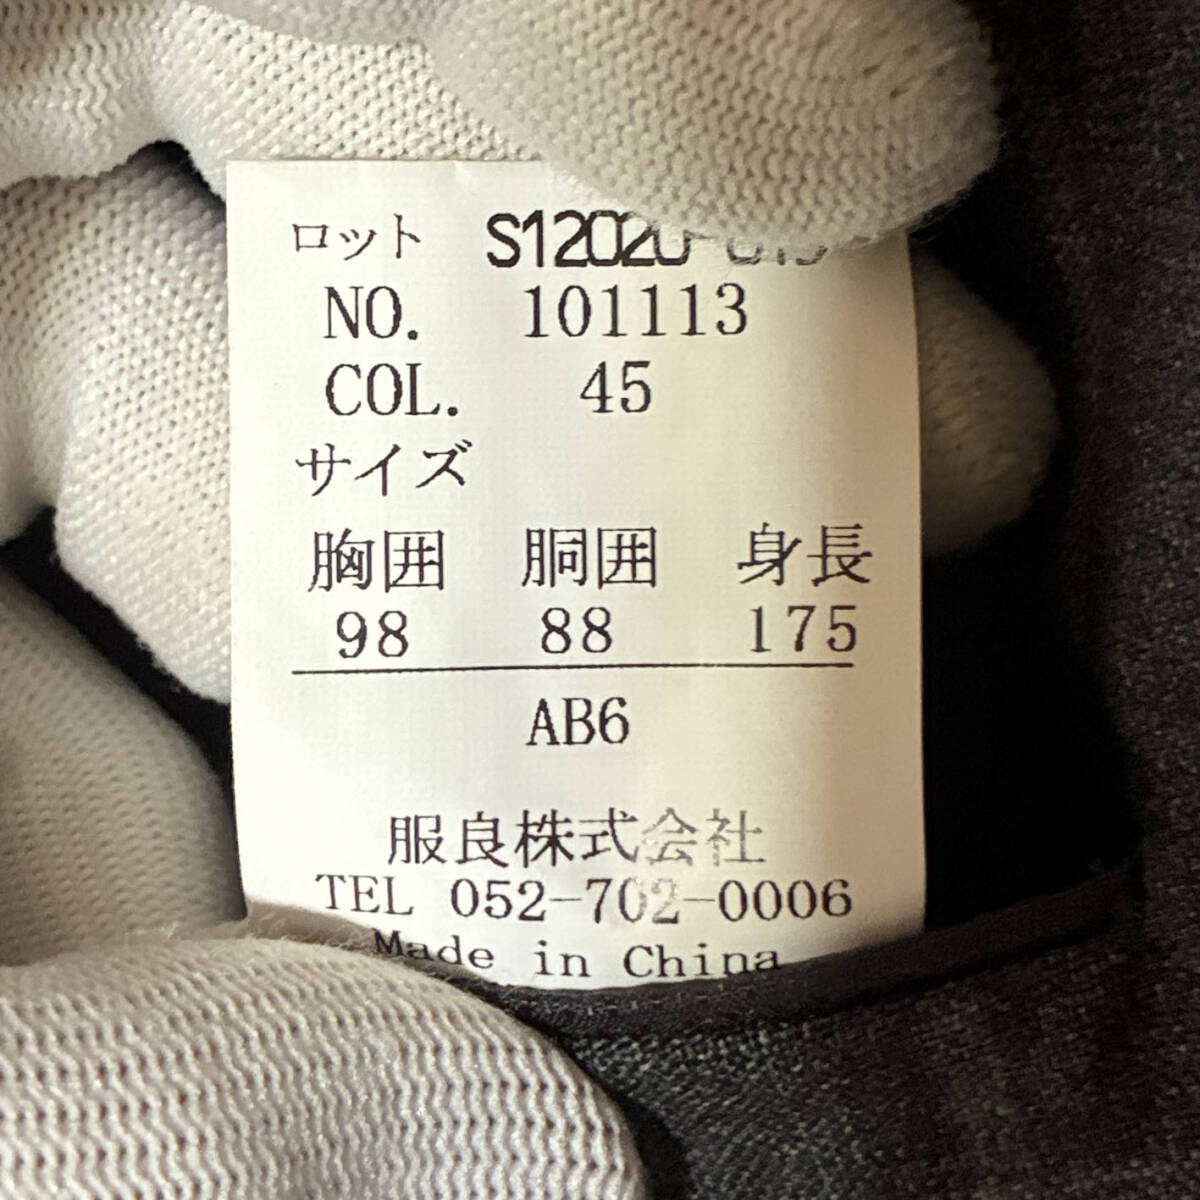 ロット
NO. 101113
COL. 45
サイズ
胸囲 胴囲 身長
98 88 175
AB6
服良株式会社
TEL 052-702-0006
Made in China